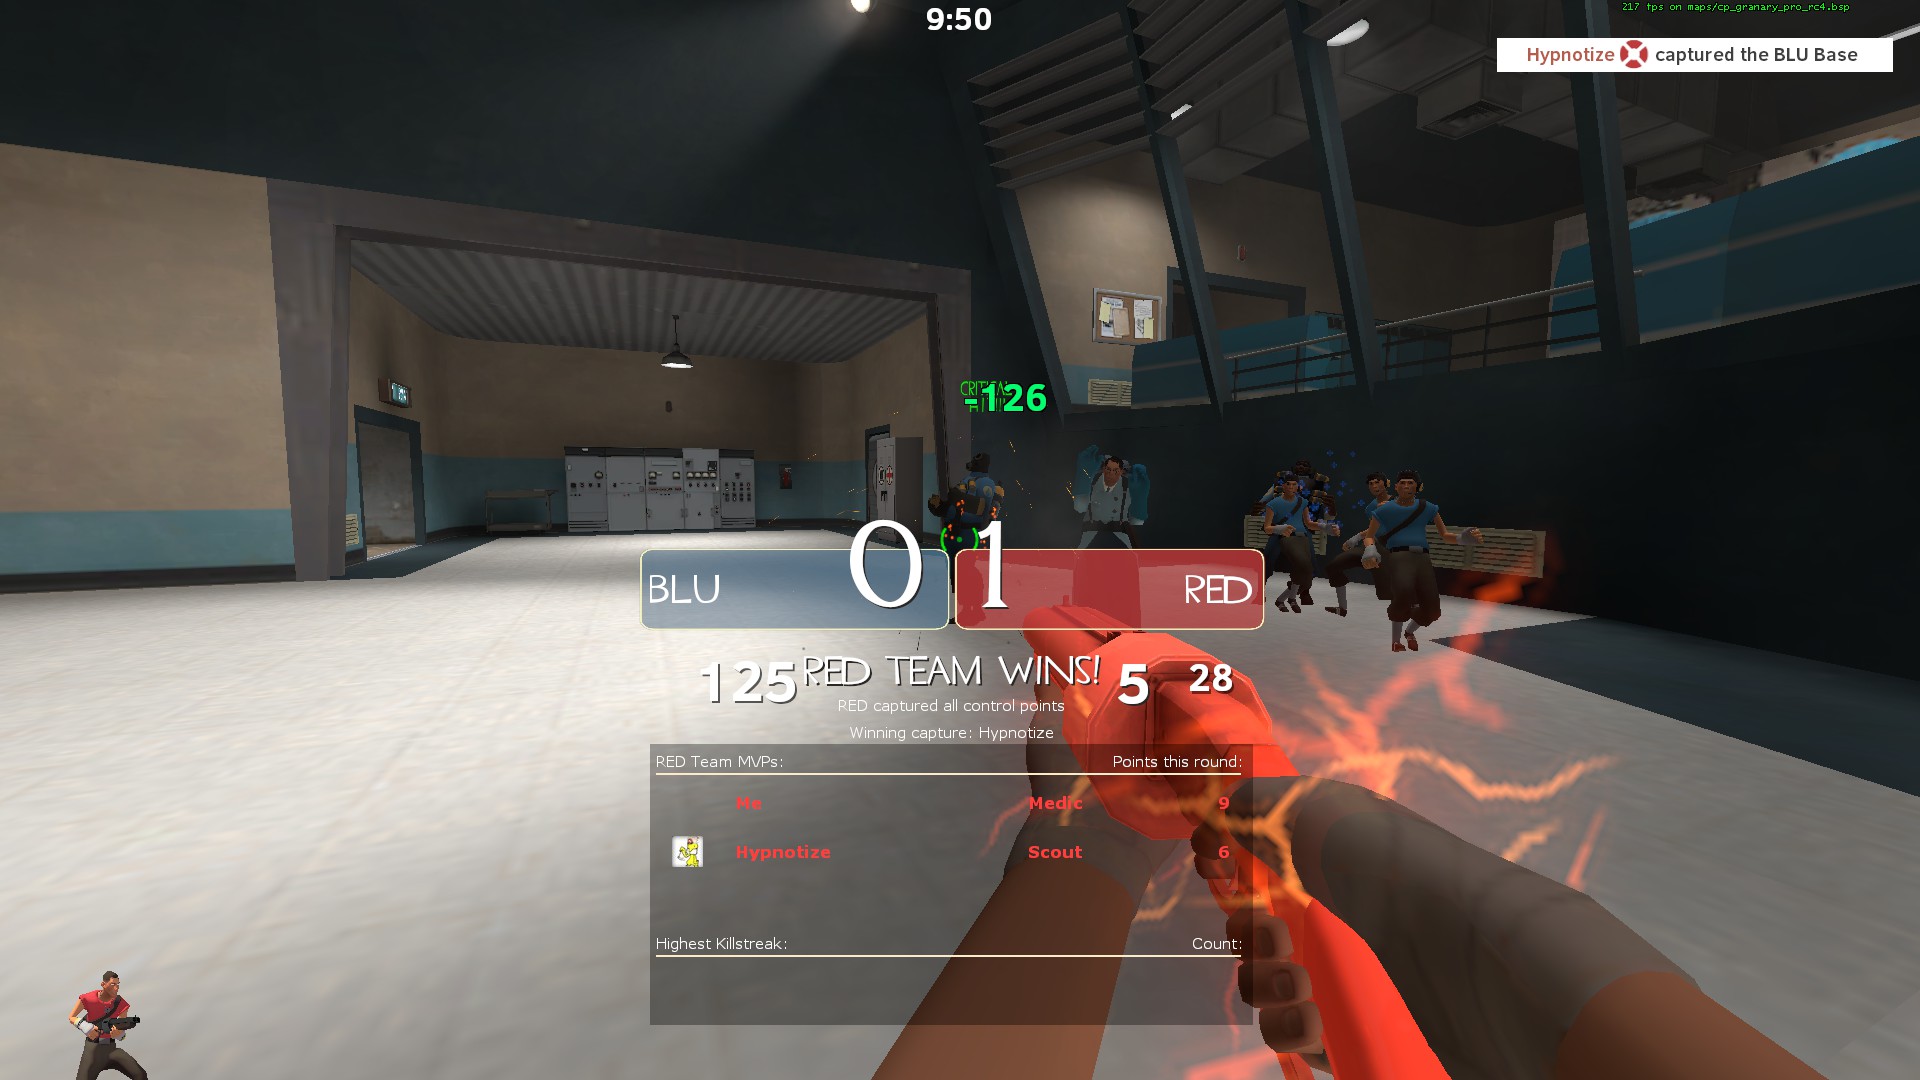 217 fps on maps/cp_granary_pro_rc4.bsp
9:50
Hypnotize captured the BLU Base
CRITICAL
HIT!!!
-126
BLU 0 1 RED
125 RED TEAM WINS! 5 28
RED captured all control points
Winning capture: Hypnotize
RED Team MVPs: Points this round:
Me Medic 9
Hypnotize Scout 6
Highest Killstreak: Count: